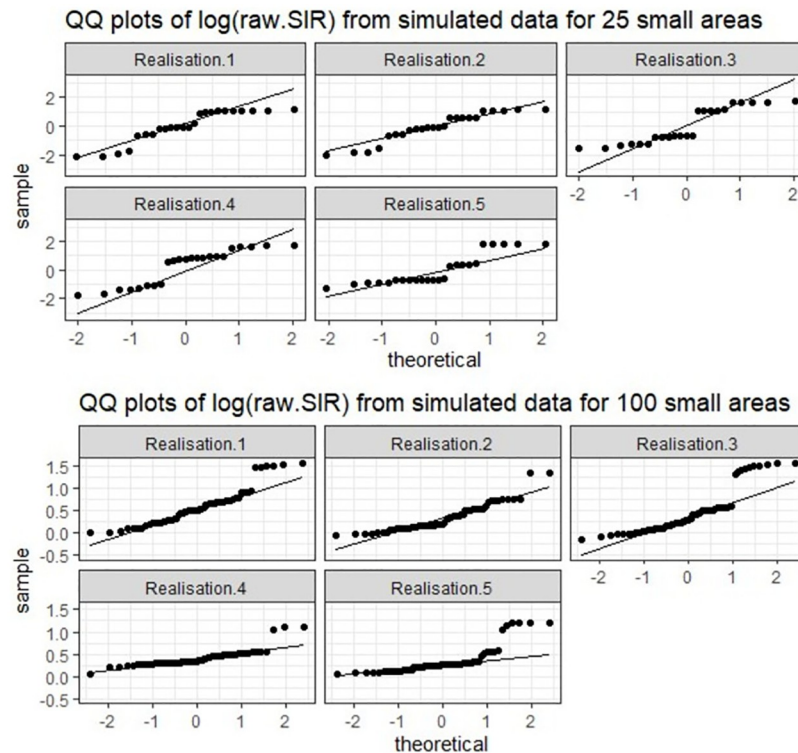 QQ plots of log(raw.SIR) from simulated data for 25 small areas
Realisation.1 Realisation.2 Realisation.3
2
0
-2
Realisation.4 Realisation.5
-2 -1 0 1 2
2
0
-2
-2 -1 0 1 2 -2 -1 0 1 2
sample
theoretical
QQ plots of log(raw.SIR) from simulated data for 100 small areas
Realisation.1 Realisation.2 Realisation.3
1.5
1.0
0.5
0.0
-0.5
Realisation.4 Realisation.5
-2 -1 0 1 2
1.5
1.0
0.5
0.0
-0.5
-2 -1 0 1 2 -2 -1 0 1 2
sample
theoretical